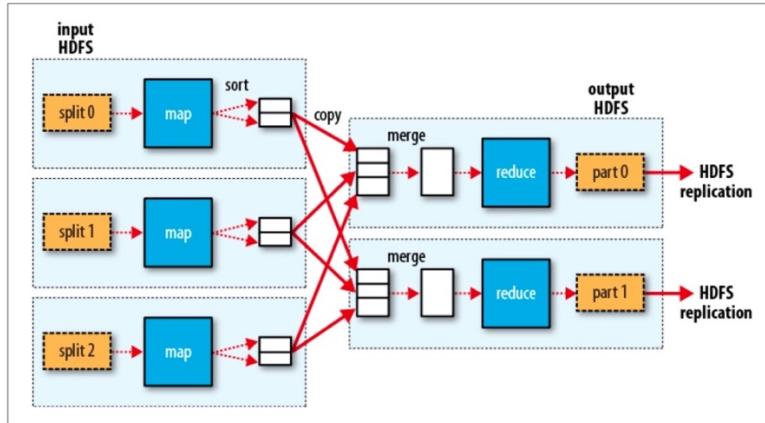 input
HDFS
split 0
map
sort
copy
split 1
map
split 2
map
output
HDFS
merge
reduce
part 0
HDFS
replication
merge
reduce
part 1
HDFS
replication